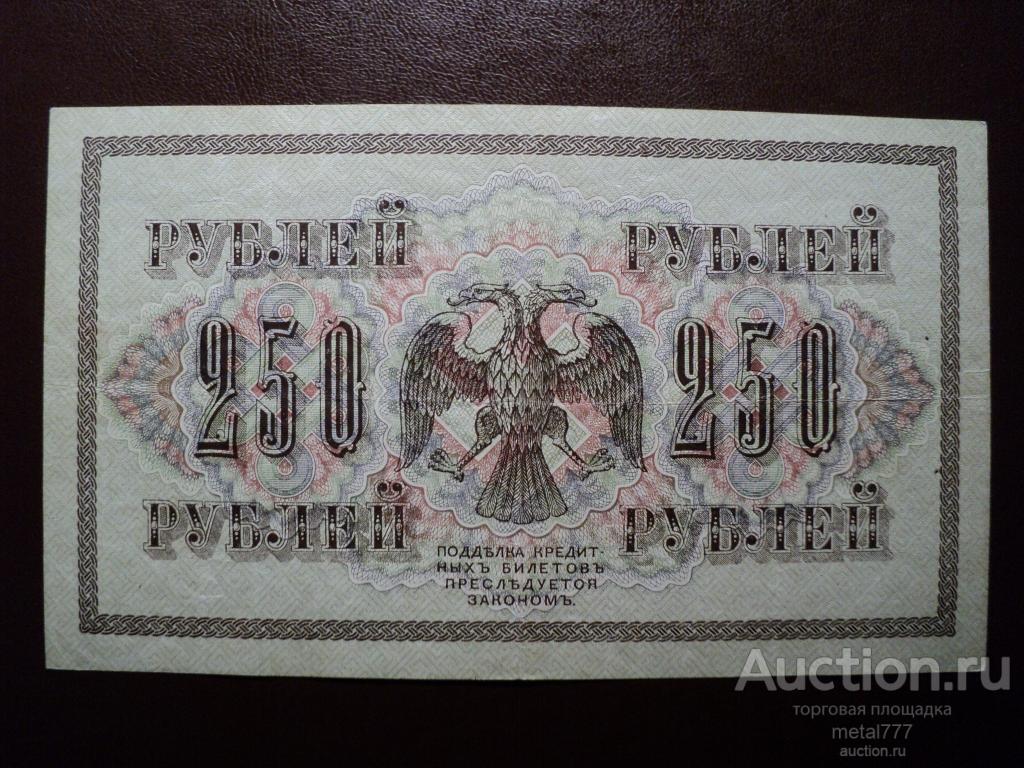 РУБЛЕЙ РУБЛЕЙ
250 250
РУБЛЕЙ РУБЛЕЙ
ПОДДѢЛКА КРЕДИТ-
НЫХЪ БИЛЕТОВЪ
ПРЕСЛѢДУЕТСЯ
ЗАКОНОМЪ.
Auction.ru
торговая площадка
metal777
auction.ru